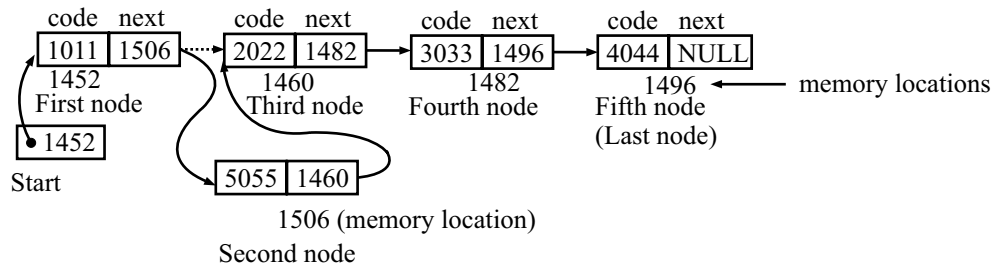 code next code next code next code next
1011 1506 2022 1482 3033 1496 4044 NULL
1452 1460 1482 1496 memory locations
First node Third node Fourth node Fifth node
(Last node)
1452
Start
5055 1460
1506 (memory location)
Second node